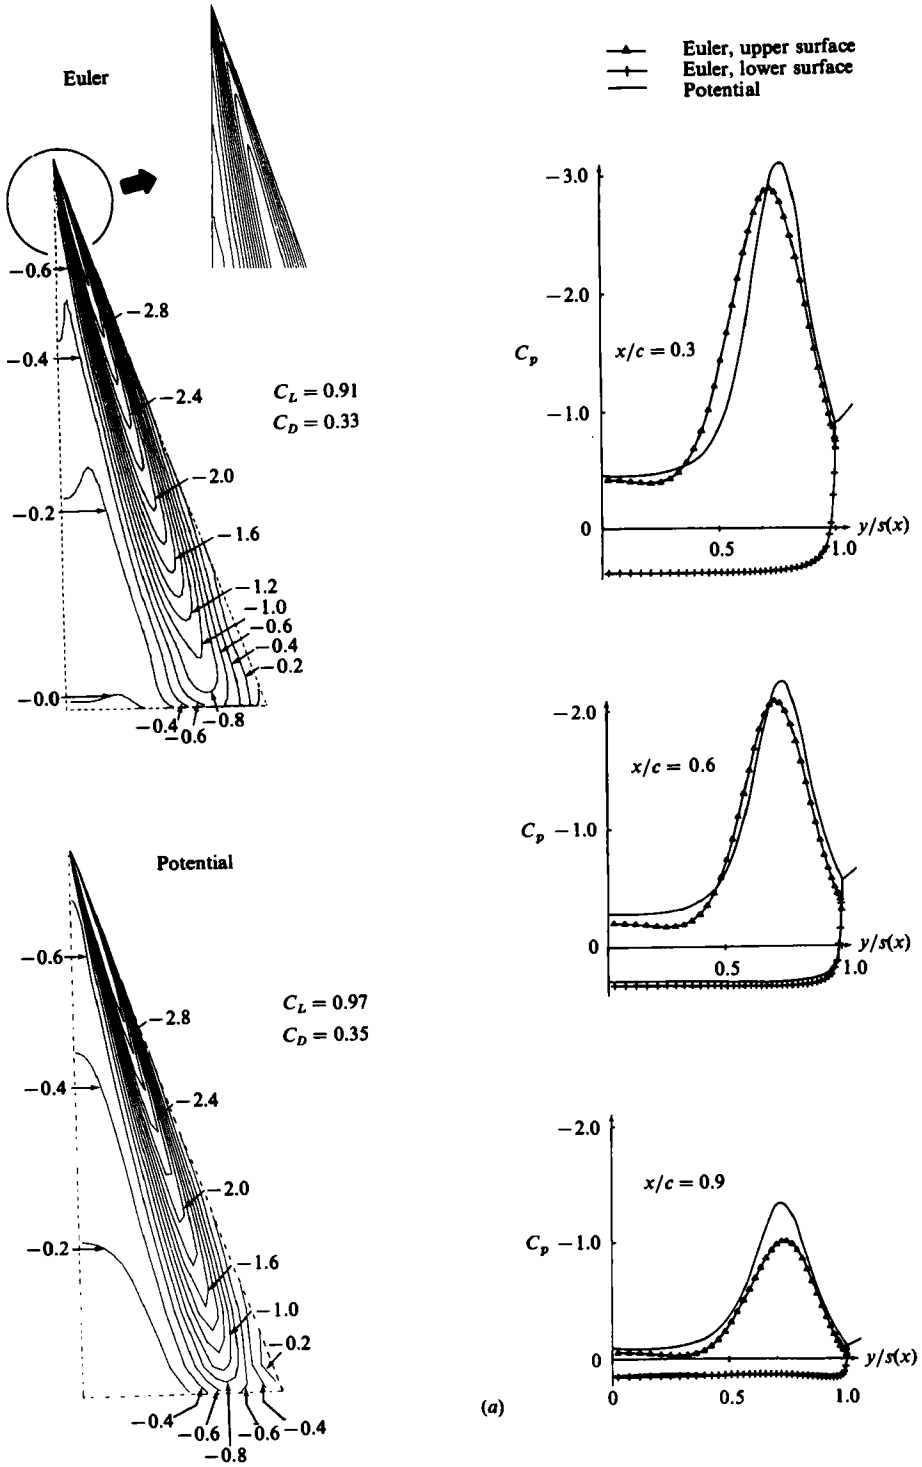 Euler
−0.6
−2.8
−0.4
−2.4
C_L = 0.91
C_D = 0.33
−2.0
−0.2
−1.6
−1.2
−1.0
−0.6
−0.4
−0.2
−0.0
−0.4
−0.6
−0.8
Potential
−0.6
C_L = 0.97
−2.8
C_D = 0.35
−0.4
−2.4
−2.0
−0.2
−1.6
−1.0
−0.2
−0.4
−0.6
−0.8
−0.6
−0.4
(a)
Euler, upper surface
Euler, lower surface
Potential
−3.0
−2.0
C_p
x/c = 0.3
−1.0
0
0.5
1.0
y/s(x)
−2.0
x/c = 0.6
C_p
−1.0
0
0.5
1.0
y/s(x)
−2.0
x/c = 0.9
C_p
−1.0
0
y/s(x)
0
0.5
1.0